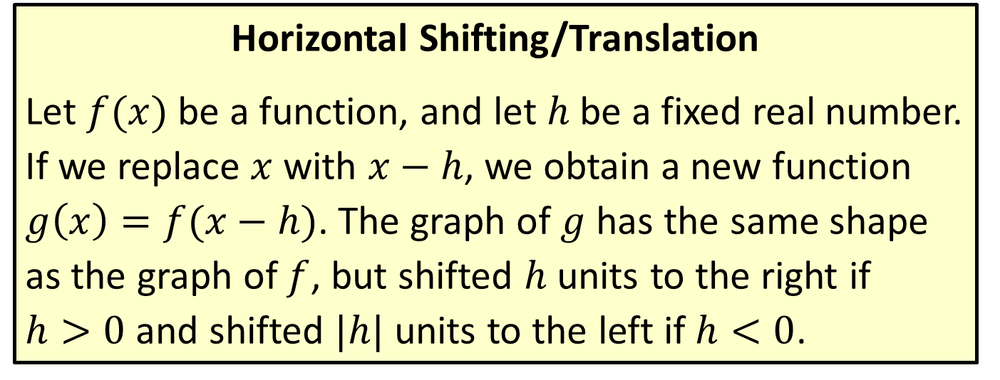 Horizontal Shifting/Translation
Let f(x) be a function, and let h be a fixed real number.
If we replace x with x − h, we obtain a new function
g(x) = f(x − h). The graph of g has the same shape
as the graph of f, but shifted h units to the right if
h > 0 and shifted |h| units to the left if h < 0.